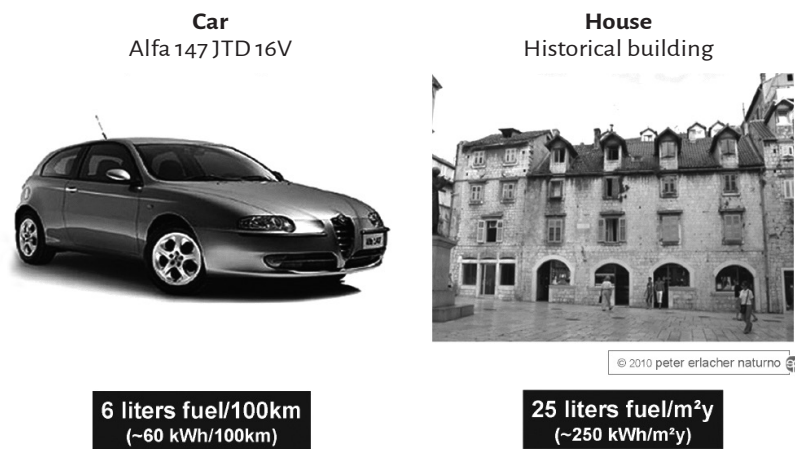 Car
Alfa 147 JTD 16V
House
Historical building
© 2010 peter erlacher naturno
6 liters fuel/100km
(~60 kWh/100km)
25 liters fuel/m²y
(~250 kWh/m²y)